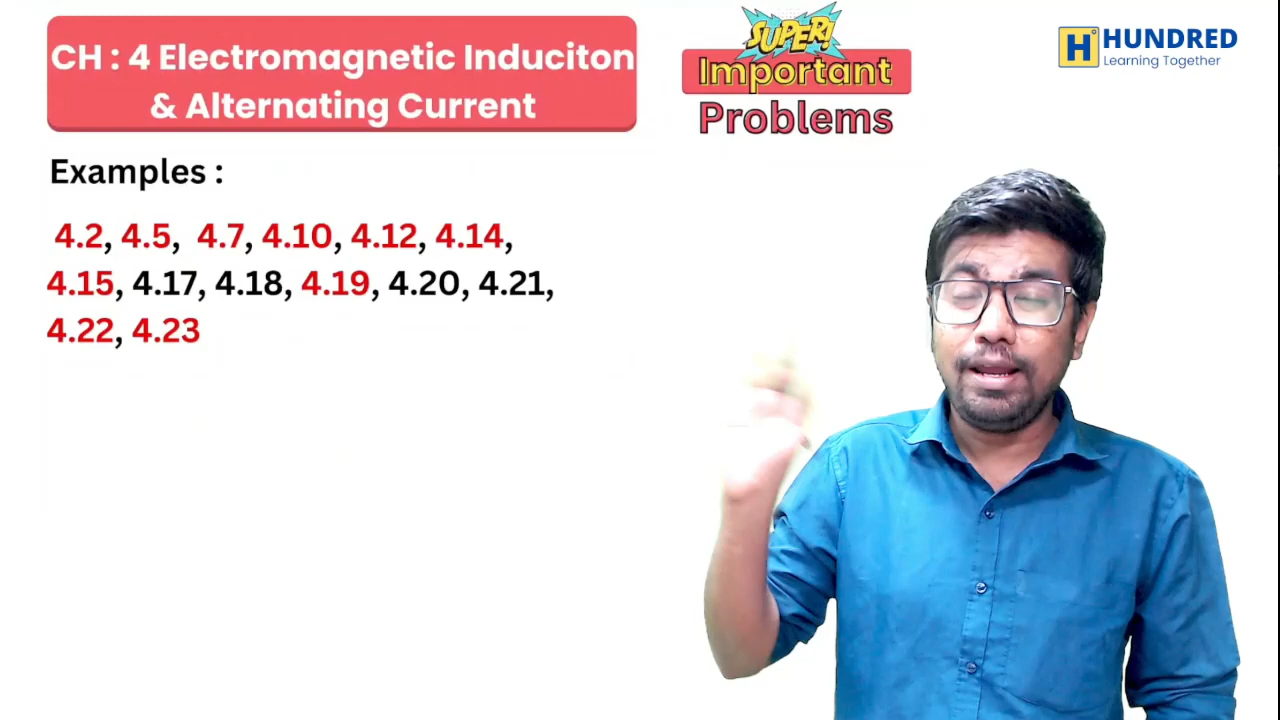 CH : 4 Electromagnetic Induciton
& Alternating Current
SUPER!
Important
Problems
H HUNDRED
Learning Together
Examples :
4.2, 4.5, 4.7, 4.10, 4.12, 4.14,
4.15, 4.17, 4.18, 4.19, 4.20, 4.21,
4.22, 4.23